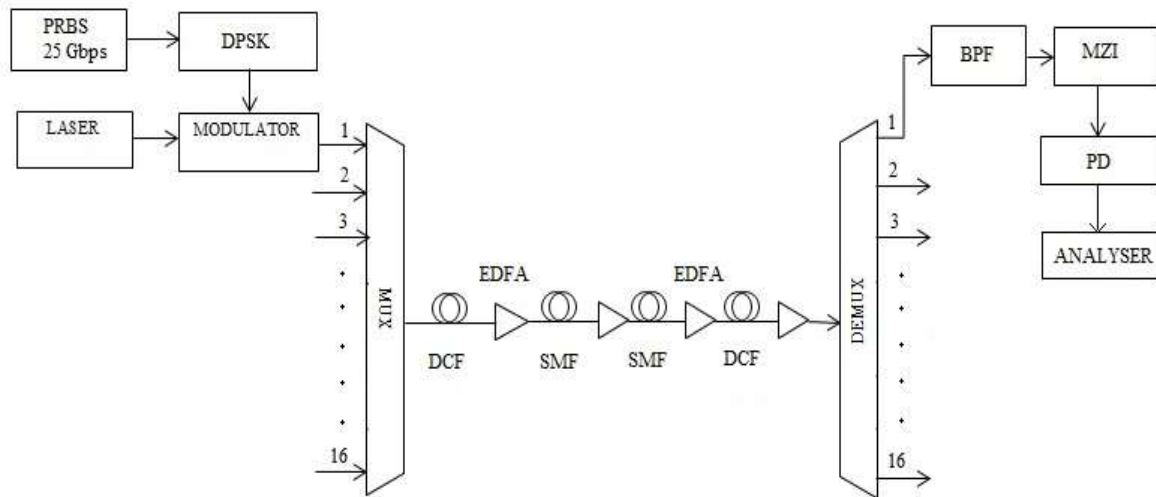 PRBS
25 Gbps
DPSK
LASER
MODULATOR
1
2
3
16
MUX
EDFA
EDFA
DCF
SMF
SMF
DCF
DEMUX
1
2
3
16
BPF
MZI
PD
ANALYSER